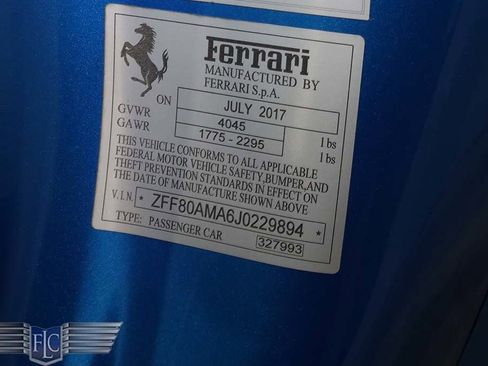 Ferrari
MANUFACTURED BY
FERRARI S.p.A.
ON JULY 2017
GVWR 4045 lbs
GAWR 1775-2295 lbs
THIS VEHICLE CONFORMS TO ALL APPLICABLE
FEDERAL MOTOR VEHICLE SAFETY, BUMPER, AND
THEFT PREVENTION STANDARDS IN EFFECT ON
THE DATE OF MANUFACTURE SHOWN ABOVE
V.I.N. * ZFF80AMA6J0229894 *
TYPE: PASSENGER CAR 327993
FLC